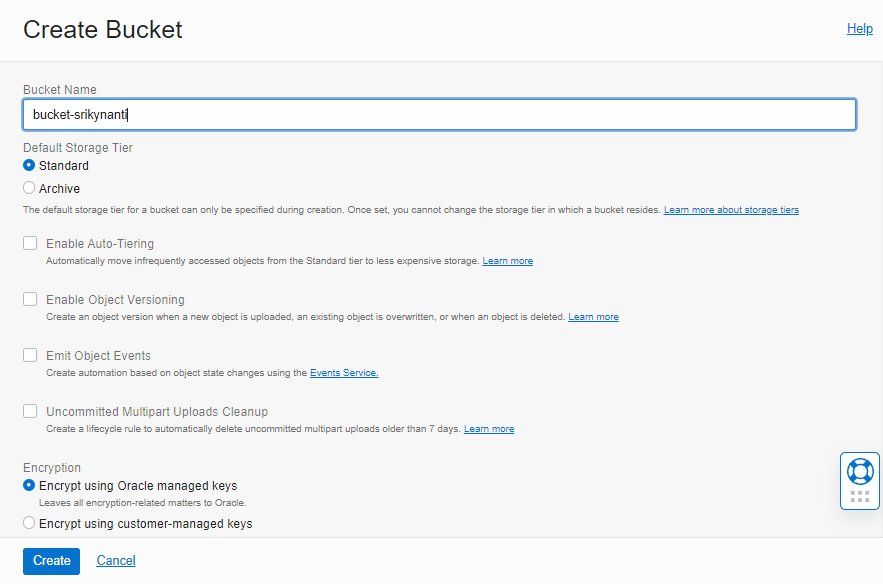 Create Bucket
Help
Bucket Name
bucket-srikynanti
Default Storage Tier
Standard
Archive
The default storage tier for a bucket can only be specified during creation. Once set, you cannot change the storage tier in which a bucket resides. Learn more about storage tiers
Enable Auto-Tiering
Automatically move infrequently accessed objects from the Standard tier to less expensive storage. Learn more
Enable Object Versioning
Create an object version when a new object is uploaded, an existing object is overwritten, or when an object is deleted. Learn more
Emit Object Events
Create automation based on object state changes using the Events Service.
Uncommitted Multipart Uploads Cleanup
Create a lifecycle rule to automatically delete uncommitted multipart uploads older than 7 days. Learn more
Encryption
Encrypt using Oracle managed keys
Leaves all encryption-related matters to Oracle.
Encrypt using customer-managed keys
Create Cancel